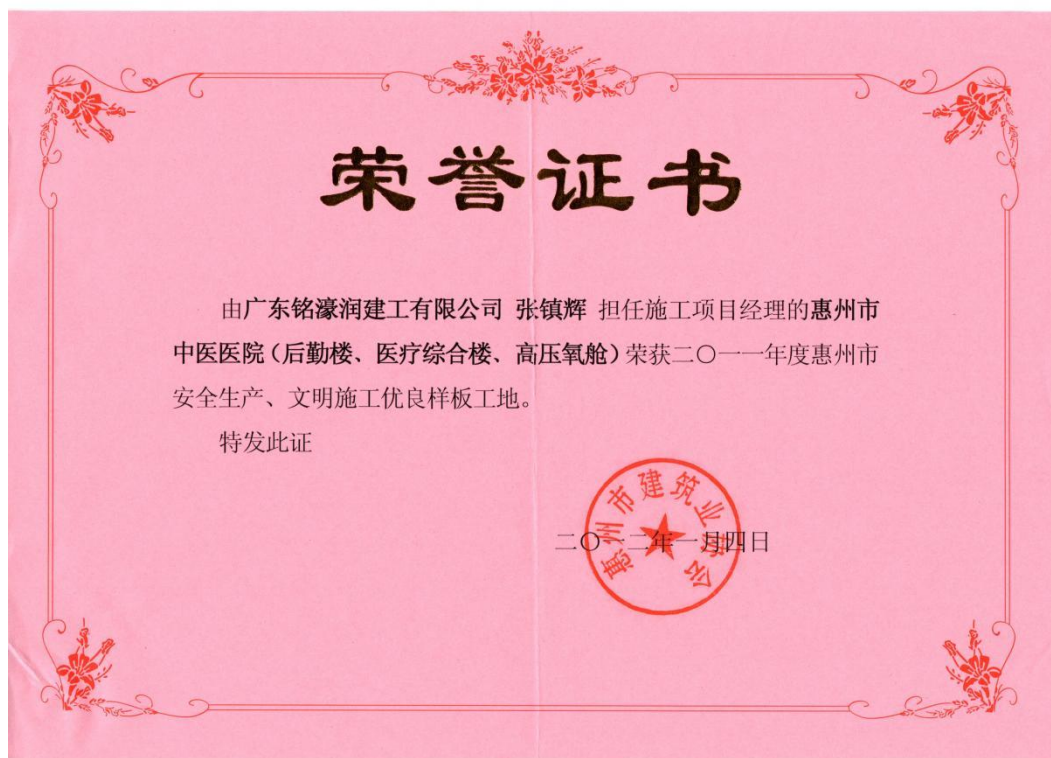 荣誉证书
由广东铭濠润建工有限公司 张镇辉 担任施工项目经理的惠州市
中医医院（后勤楼、医疗综合楼、高压氧舱）荣获二〇一一年度惠州市
安全生产、文明施工优良样板工地。
特发此证
惠州市建筑业协会
二〇一二年一月四日